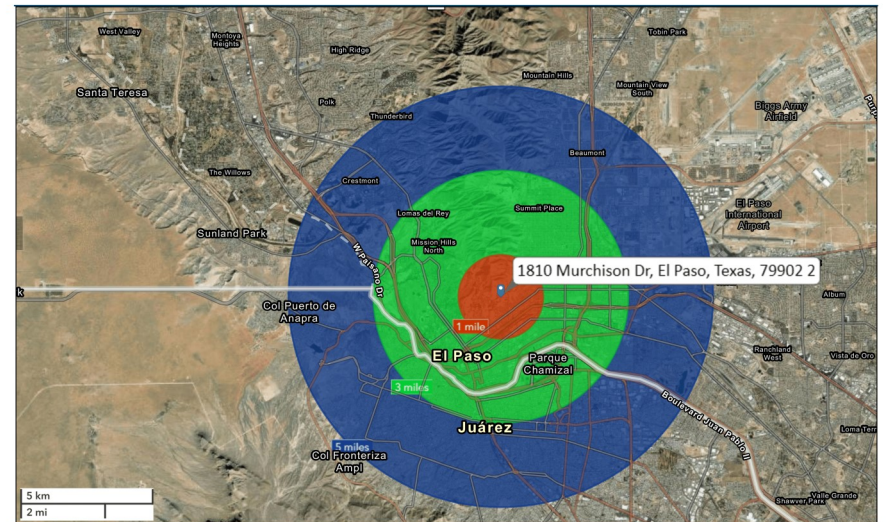 West Valley
Montoya
Heights
High Ridge
Tobin Park
Santa Teresa
Mountain Hills
Mountain View
South
Polk
Thunderbird
Biggs Army
Airfield
Beaumont
The Willows
Crestmont
Lomas del Rey
Summit Place
El Paso
International
Airport
Sunland Park
Mission Hills
North
W Paisano Dr
1810 Murchison Dr, El Paso, Texas, 79902 2
k
Col Puerto de
Anapra
Album
1 mile
El Paso
Parque
Chamizal
Ranchland
West
Vista de Oro
3 miles
Boulevard Juan Pablo II
Juárez
Loma Terr
5 miles
Col Fronteriza
Ampl
5 km
2 mi
Valle Grande
Shawver Park